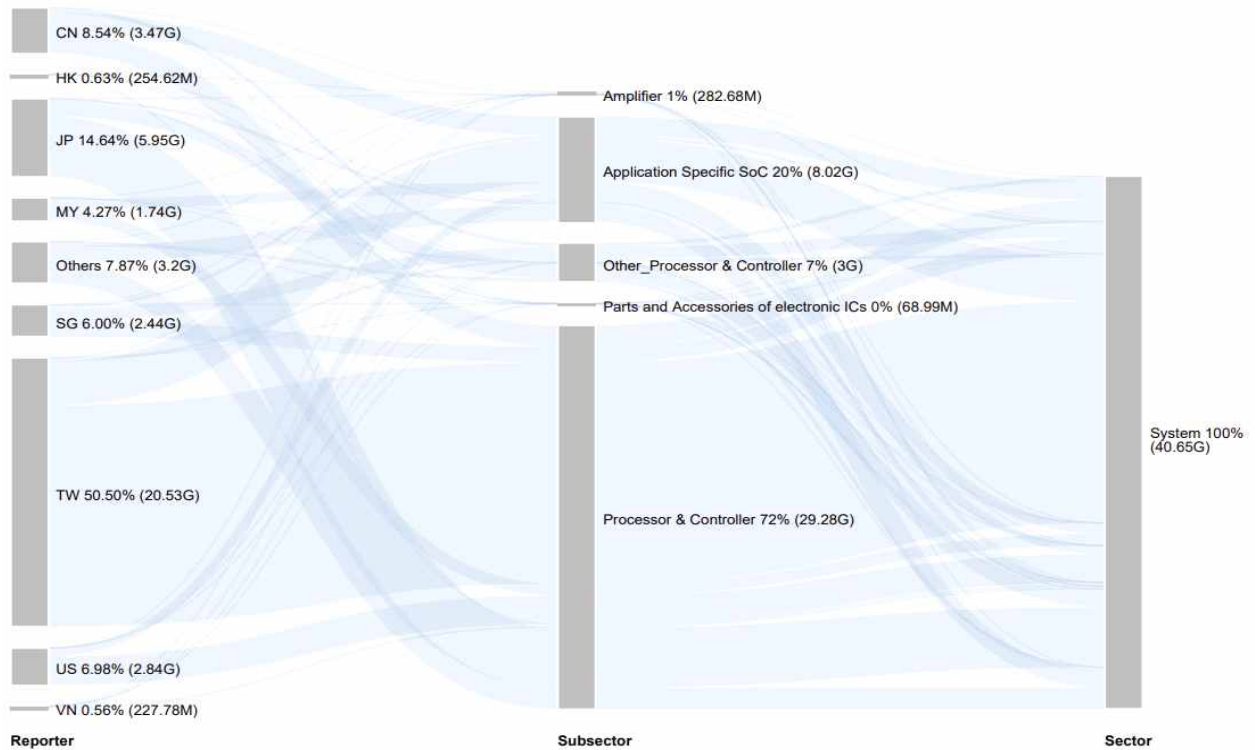 CN 8.54% (3.47G)
HK 0.63% (254.62M)
JP 14.64% (5.95G)
MY 4.27% (1.74G)
Others 7.87% (3.2G)
SG 6.00% (2.44G)
TW 50.50% (20.53G)
US 6.98% (2.84G)
VN 0.56% (227.78M)
Reporter
Amplifier 1% (282.68M)
Application Specific SoC 20% (8.02G)
Other_Processor & Controller 7% (3G)
Parts and Accessories of electronic ICs 0% (68.99M)
Processor & Controller 72% (29.28G)
Subsector
System 100%
(40.65G)
Sector